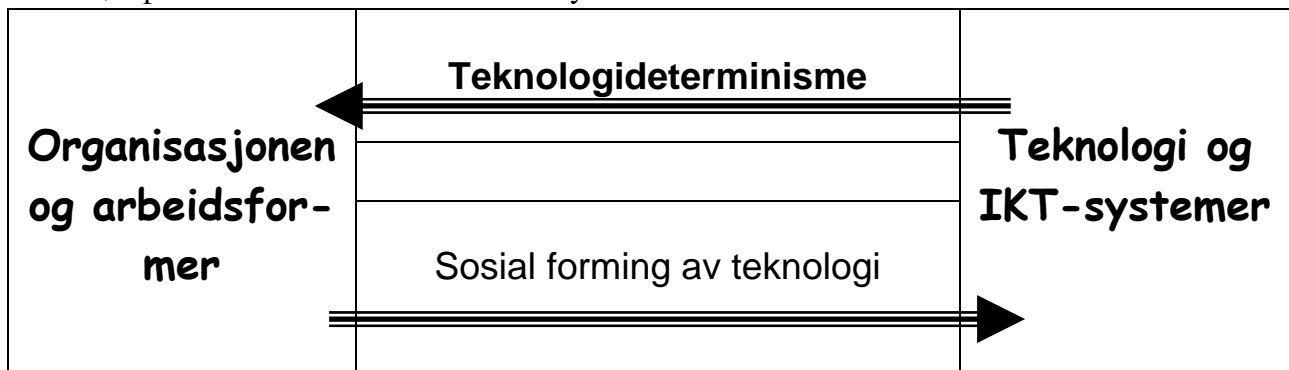 Teknologideterminisme
Organisasjonen
og arbeidsfor-
mer
Teknologi og
IKT-systemer
Sosial forming av teknologi